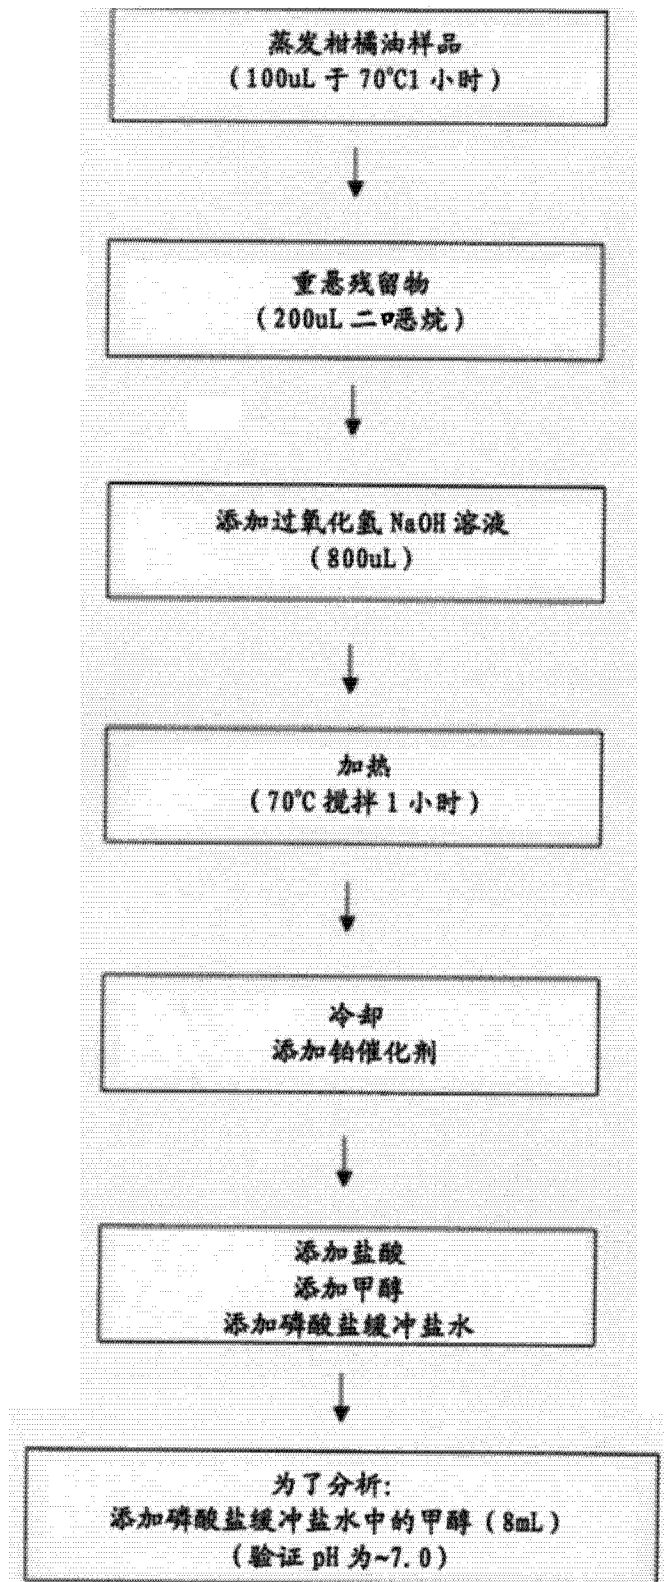 蒸发柑橘油样品
(100uL 于 70℃1 小时)
重悬残留物
(200uL 二噁烷)
添加过氧化氢 NaOH 溶液
(800uL)
加热
(70℃ 搅拌 1 小时)
冷却
添加铂催化剂
添加盐酸
添加甲醇
添加磷酸盐缓冲盐水
为了分析:
添加磷酸盐缓冲盐水中的甲醇 (8mL)
(验证 pH 为~7.0)